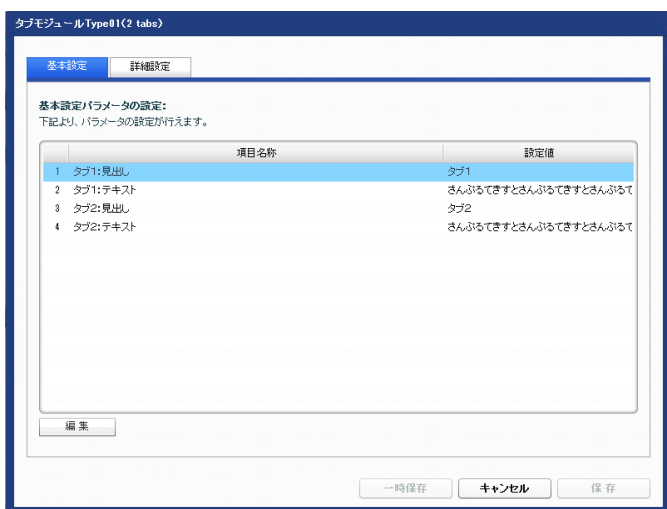 タブモジュールType01(2 tabs)
基本設定 詳細設定
基本設定パラメータの設定:
下記より、パラメータの設定が行えます。
項目名称 設定値
1 タブ1:見出し タブ1
2 タブ1:テキスト さんぷるてきすとさんぷるてきすとさんぷるて
3 タブ2:見出し タブ2
4 タブ2:テキスト さんぷるてきすとさんぷるてきすとさんぷるて
編集
一時保存 キャンセル 保存